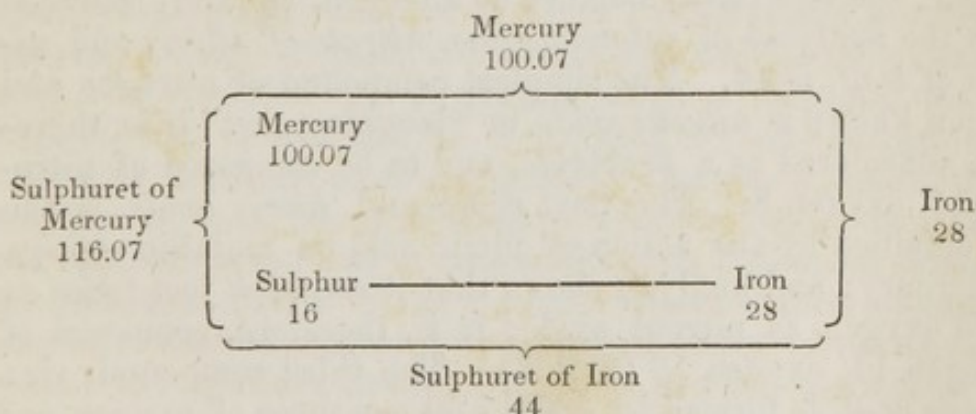 Mercury
100.07
Mercury
100.07
Sulphuret of
Mercury
116.07
Iron
28
Sulphur
16
Iron
28
Sulphuret of Iron
44